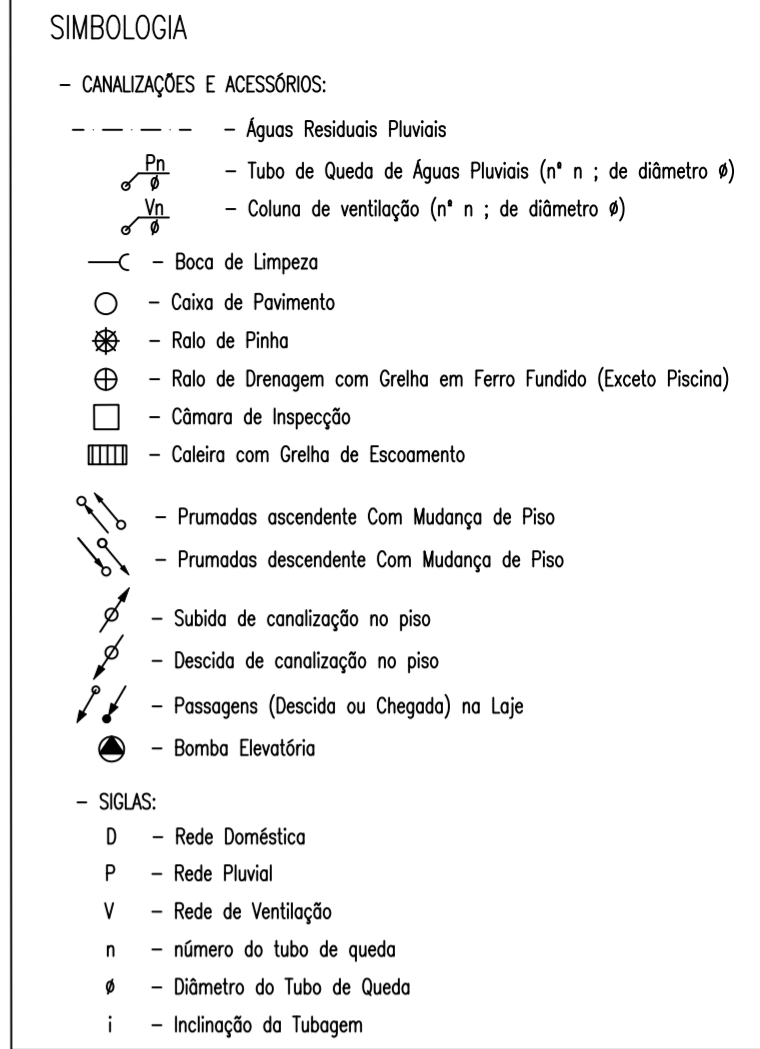 SIMBOLOGIA
– CANALIZAÇÕES E ACESSÓRIOS:
– Águas Residuais Pluviais
Pn
ø
– Tubo de Queda de Águas Pluviais (nº n ; de diâmetro ø)
Vn
ø
– Coluna de ventilação (nº n ; de diâmetro ø)
– Boca de Limpeza
– Caixa de Pavimento
– Ralo de Pinha
– Ralo de Drenagem com Grelha em Ferro Fundido (Exceto Piscina)
– Câmara de Inspecção
– Caleira com Grelha de Escoamento
– Prumadas ascendente Com Mudança de Piso
– Prumadas descendente Com Mudança de Piso
– Subida de canalização no piso
– Descida de canalização no piso
– Passagens (Descida ou Chegada) na Laje
– Bomba Elevatória
– SIGLAS:
D – Rede Doméstica
P – Rede Pluvial
V – Rede de Ventilação
n – número do tubo de queda
ø – Diâmetro do Tubo de Queda
i – Inclinação da Tubagem